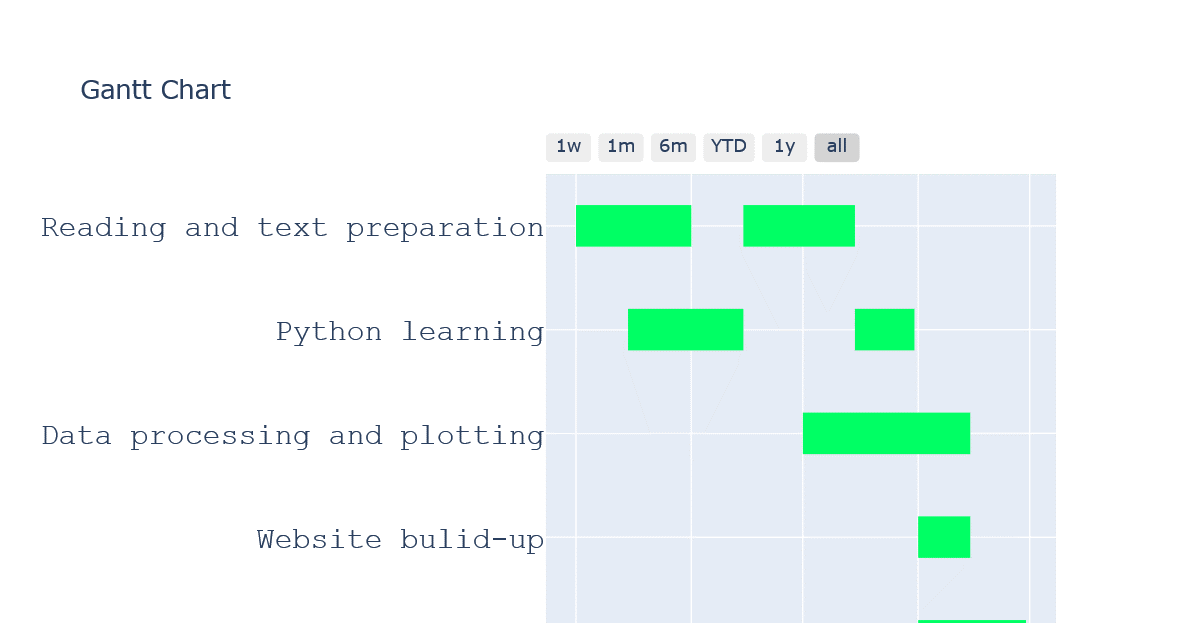 Gantt Chart
1w 1m 6m YTD 1y all
Reading and text preparation
Python learning
Data processing and plotting
Website bulid-up